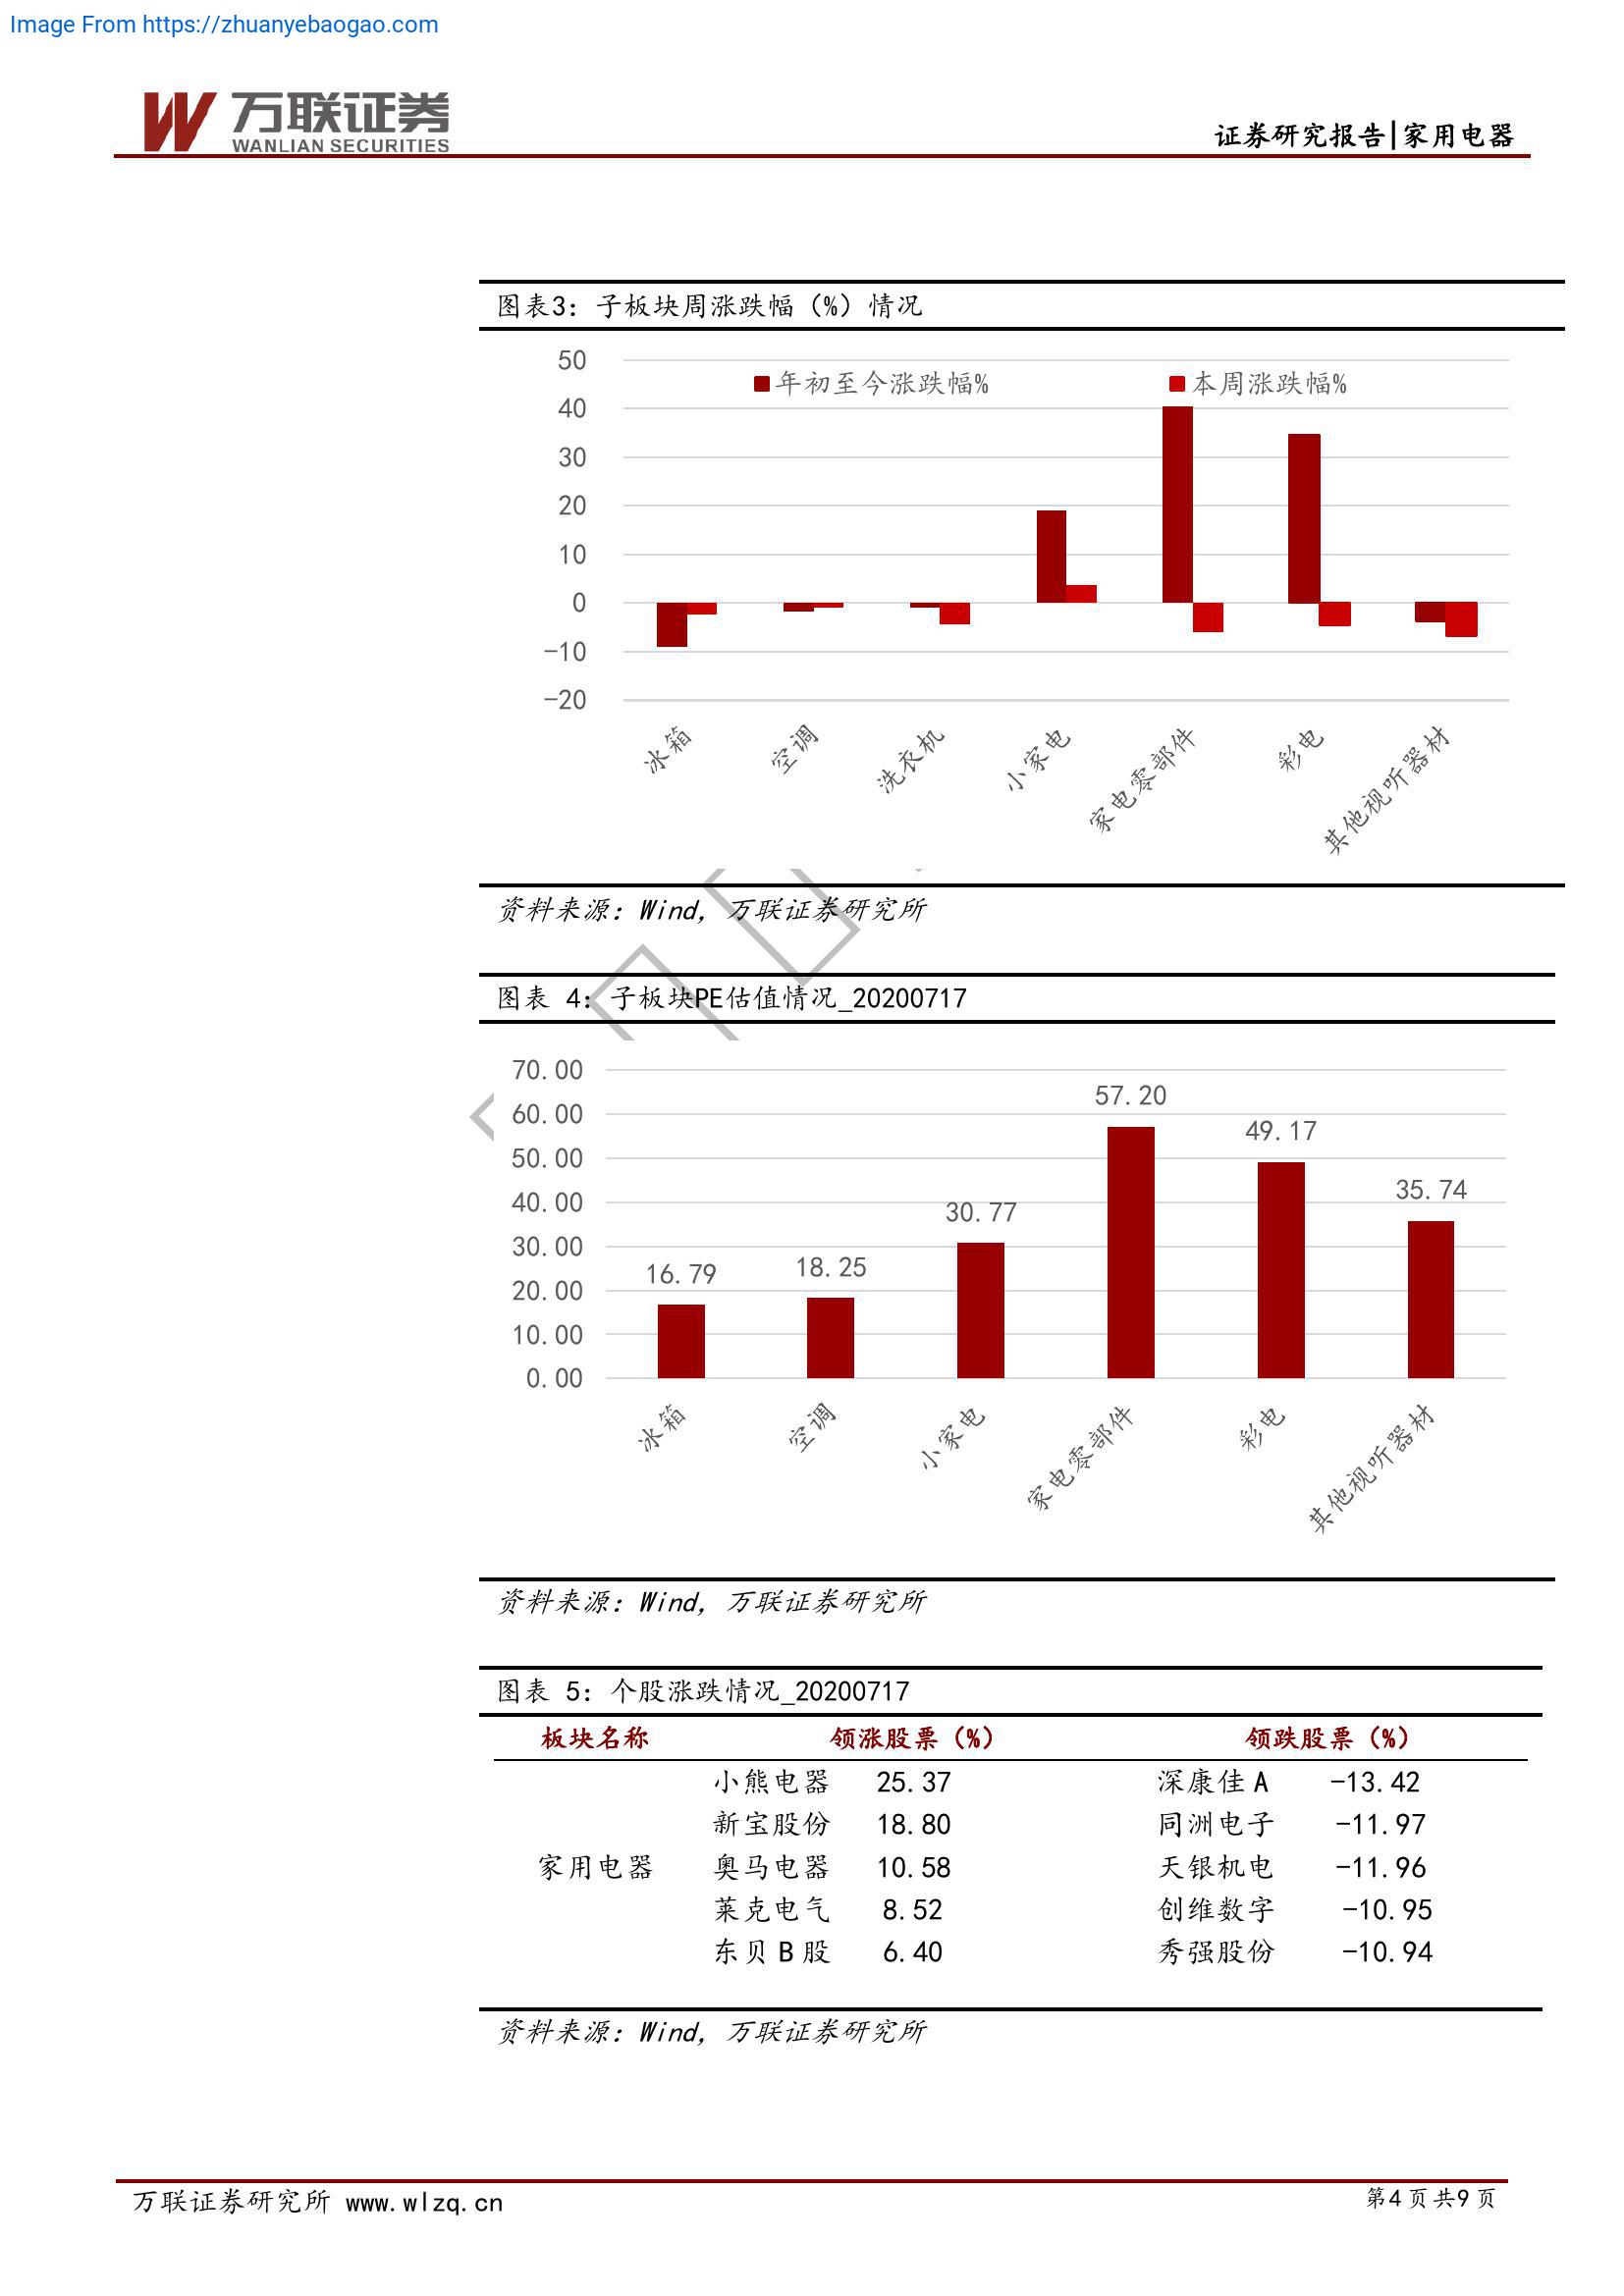 Image From https://zhuanyebaogao.com
万联证券
WANLIAN SECURITIES
证券研究报告|家用电器
图表3：子板块周涨跌幅（%）情况
年初至今涨跌幅% 本周涨跌幅%
50
40
30
20
10
0
-10
-20
冰箱 空调 洗衣机 小家电 家电零部件 彩电 其他视听器材
资料来源：Wind，万联证券研究所
图表 4：子板块PE估值情况_20200717
70.00
60.00
50.00
40.00
30.00
20.00
10.00
0.00
16.79 18.25 30.77 57.20 49.17 35.74
冰箱 空调 小家电 家电零部件 彩电 其他视听器材
资料来源：Wind，万联证券研究所
图表 5：个股涨跌情况_20200717
板块名称 领涨股票（%） 领跌股票（%）
小熊电器 25.37 深康佳 A -13.42
新宝股份 18.80 同洲电子 -11.97
家用电器 奥马电器 10.58 天银机电 -11.96
莱克电气 8.52 创维数字 -10.95
东贝 B 股 6.40 秀强股份 -10.94
资料来源：Wind，万联证券研究所
万联证券研究所 www.wlzq.cn 第4页共9页